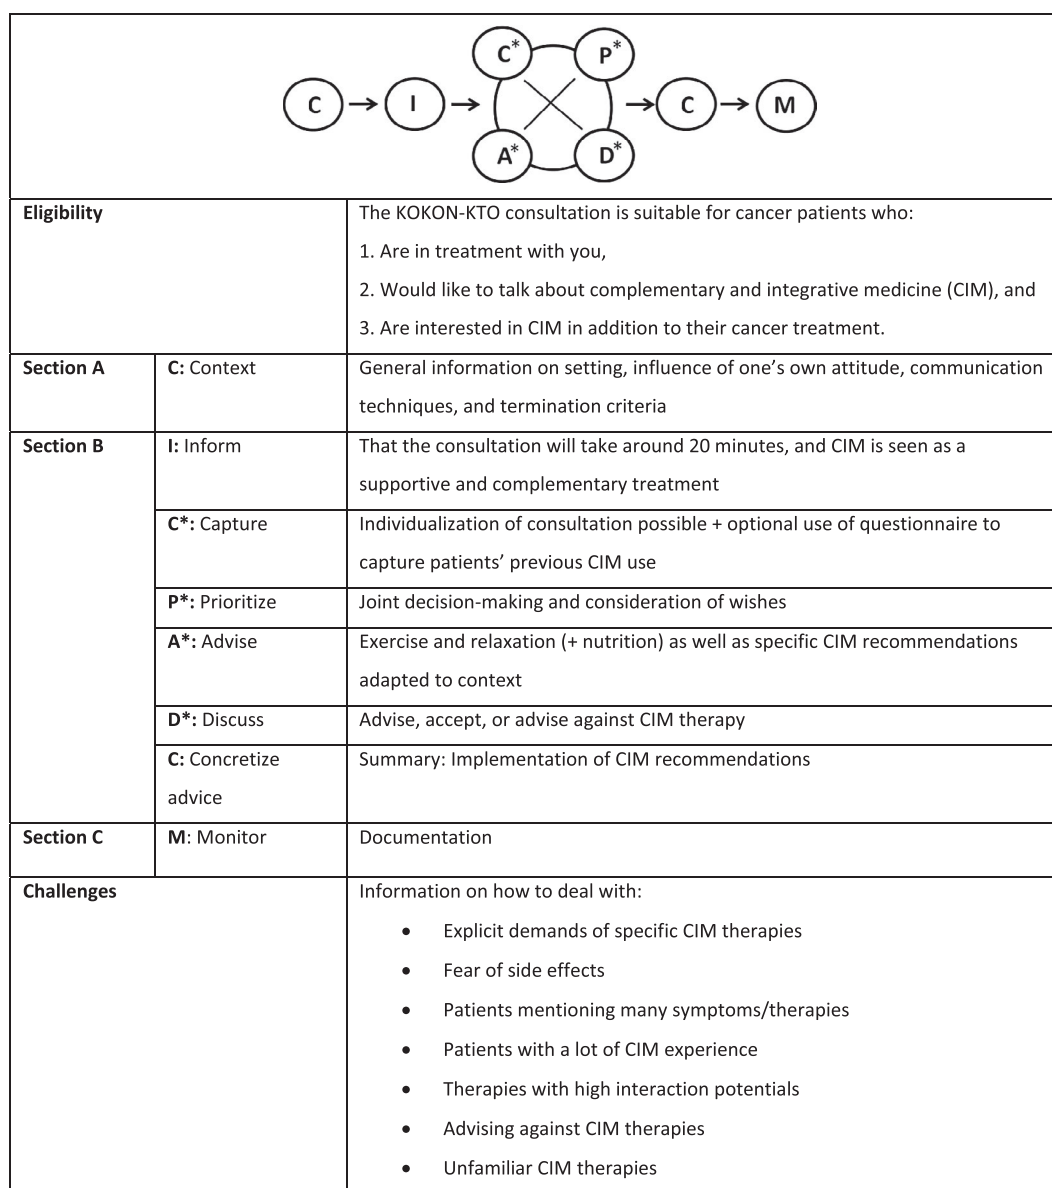 C* P*
C → I → → C → M
A* D*
Eligibility
The KOKON-KTO consultation is suitable for cancer patients who:
1. Are in treatment with you,
2. Would like to talk about complementary and integrative medicine (CIM), and
3. Are interested in CIM in addition to their cancer treatment.
Section A
C: Context
General information on setting, influence of one’s own attitude, communication
techniques, and termination criteria
Section B
I: Inform
That the consultation will take around 20 minutes, and CIM is seen as a
supportive and complementary treatment
C*: Capture
Individualization of consultation possible + optional use of questionnaire to
capture patients’ previous CIM use
P*: Prioritize
Joint decision-making and consideration of wishes
A*: Advise
Exercise and relaxation (+ nutrition) as well as specific CIM recommendations
adapted to context
D*: Discuss
Advise, accept, or advise against CIM therapy
C: Concretize
advice
Summary: Implementation of CIM recommendations
Section C
M: Monitor
Documentation
Challenges
Information on how to deal with:
• Explicit demands of specific CIM therapies
• Fear of side effects
• Patients mentioning many symptoms/therapies
• Patients with a lot of CIM experience
• Therapies with high interaction potentials
• Advising against CIM therapies
• Unfamiliar CIM therapies